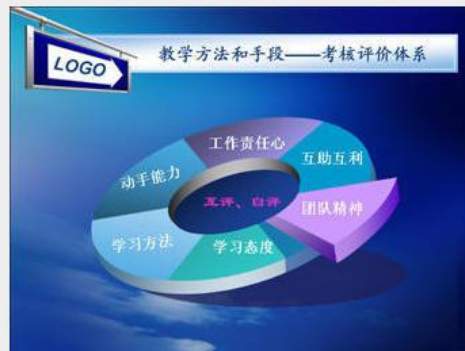 LOGO
教学方法和手段——考核评价体系
工作责任心
互助互利
动手能力
互评、自评
团队精神
学习方法
学习态度